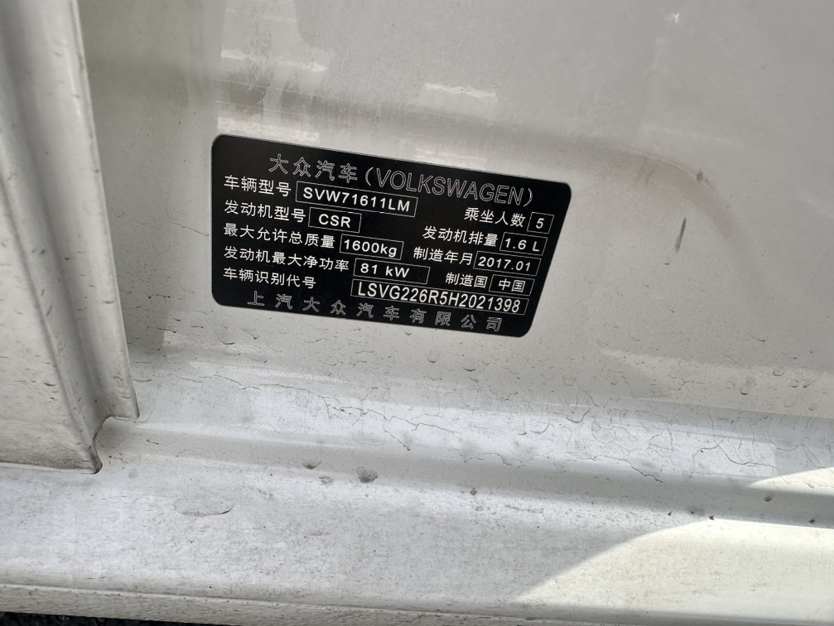 大众汽车(VOLKSWAGEN)
车辆型号 SVW71611LM 乘坐人数 5
发动机型号 CSR 发动机排量 1.6 L
最大允许总质量 1600kg 制造年月 2017.01
发动机最大净功率 81 kW 制造国 中国
车辆识别代号 LSVG226R5H2021398
上汽大众汽车有限公司